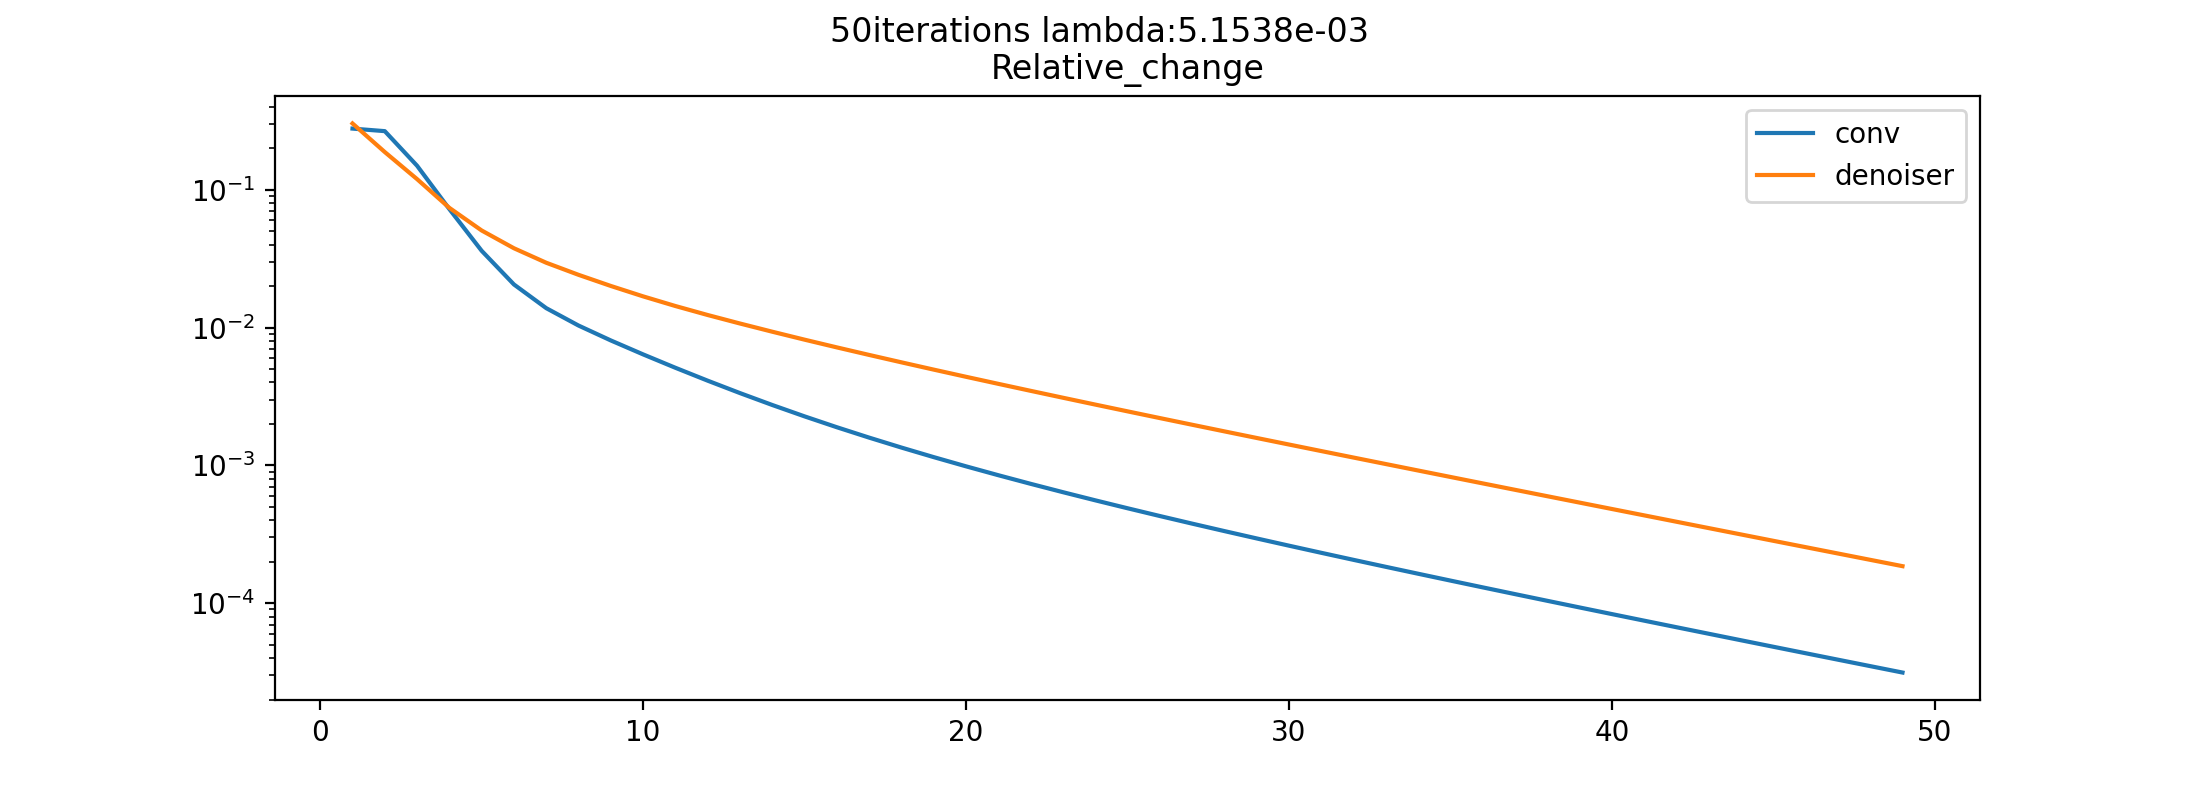 50iterations lambda:5.1538e-03
Relative_change
conv
denoiser
10⁻¹
10⁻²
10⁻³
10⁻⁴
0 10 20 30 40 50